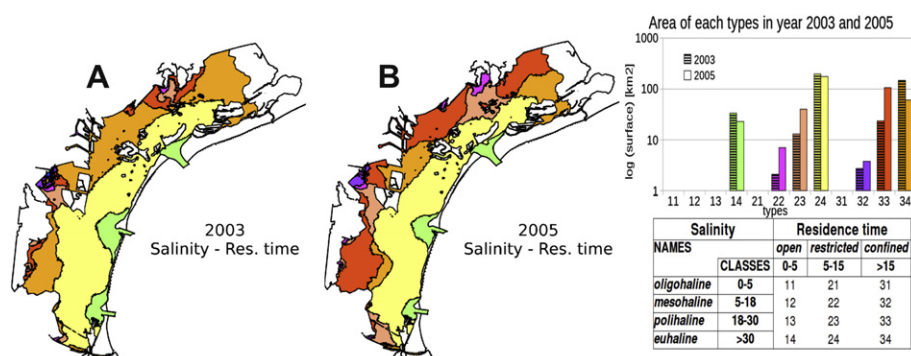 A
2003
Salinity - Res. time
B
2005
Salinity - Res. time
Area of each types in year 2003 and 2005
log (surface) [km2]
1000
100
10
1
2003
2005
11 12 13 14 21 22 23 24 31 32 33 34
types
Salinity Residence time
NAMES open restricted confined
CLASSES 0-5 5-15 >15
oligohaline 0-5 11 21 31
mesohaline 5-18 12 22 32
polihaline 18-30 13 23 33
euhaline >30 14 24 34